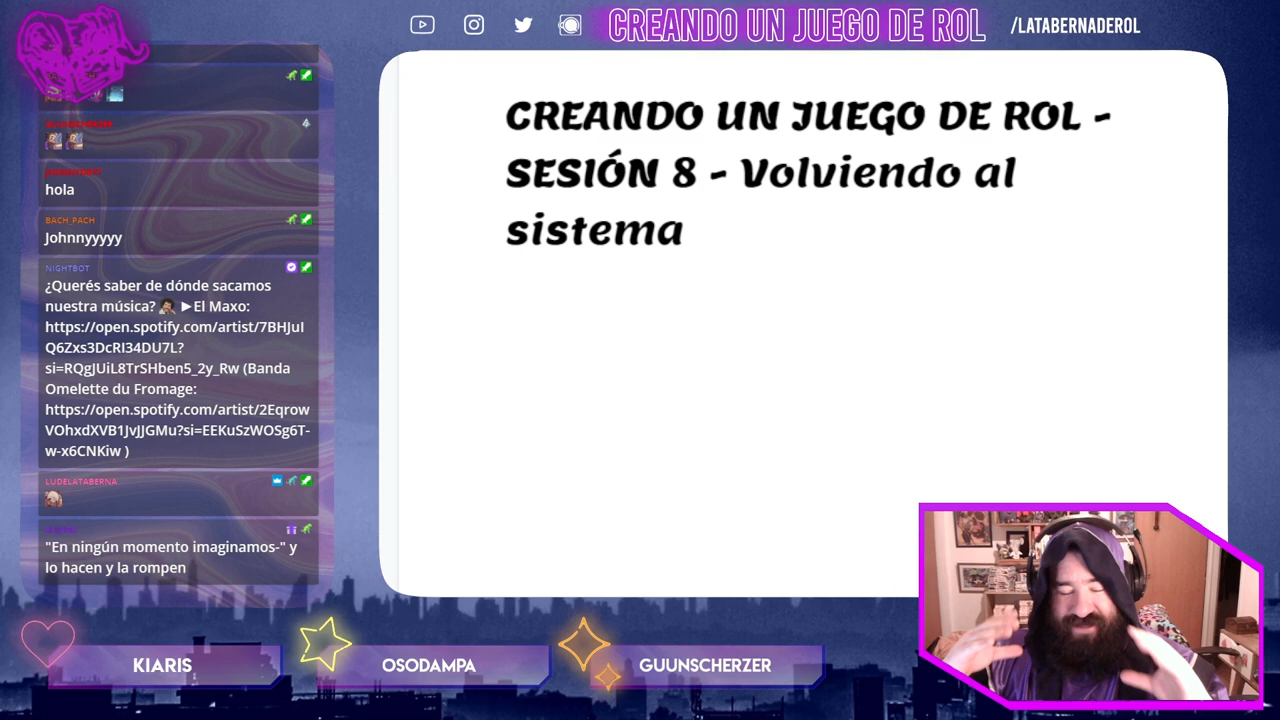 CREANDO UN JUEGO DE ROL
/LATABERNADEROL
CREANDO UN JUEGO DE ROL -
SESIÓN 8 - Volviendo al
sistema
hola
BACH_PACH
Johnnyyyyy
NIGHTBOT
¿Querés saber de dónde sacamos
nuestra música? ►El Maxo:
https://open.spotify.com/artist/7BHJuI
Q6Zxs3DcRI34DU7L?
si=RQgJUiL8TrSHben5_2y_Rw (Banda
Omelette du Fromage:
https://open.spotify.com/artist/2Eqrow
VOhxdXVB1JvJJGMu?si=EEKuSzWOSg6T-
w-x6CNKiw )
LUDELATABERNA
"En ningún momento imaginamos-" y
lo hacen y la rompen
KIARIS
OSODAMPA
GUUNSCHERZER